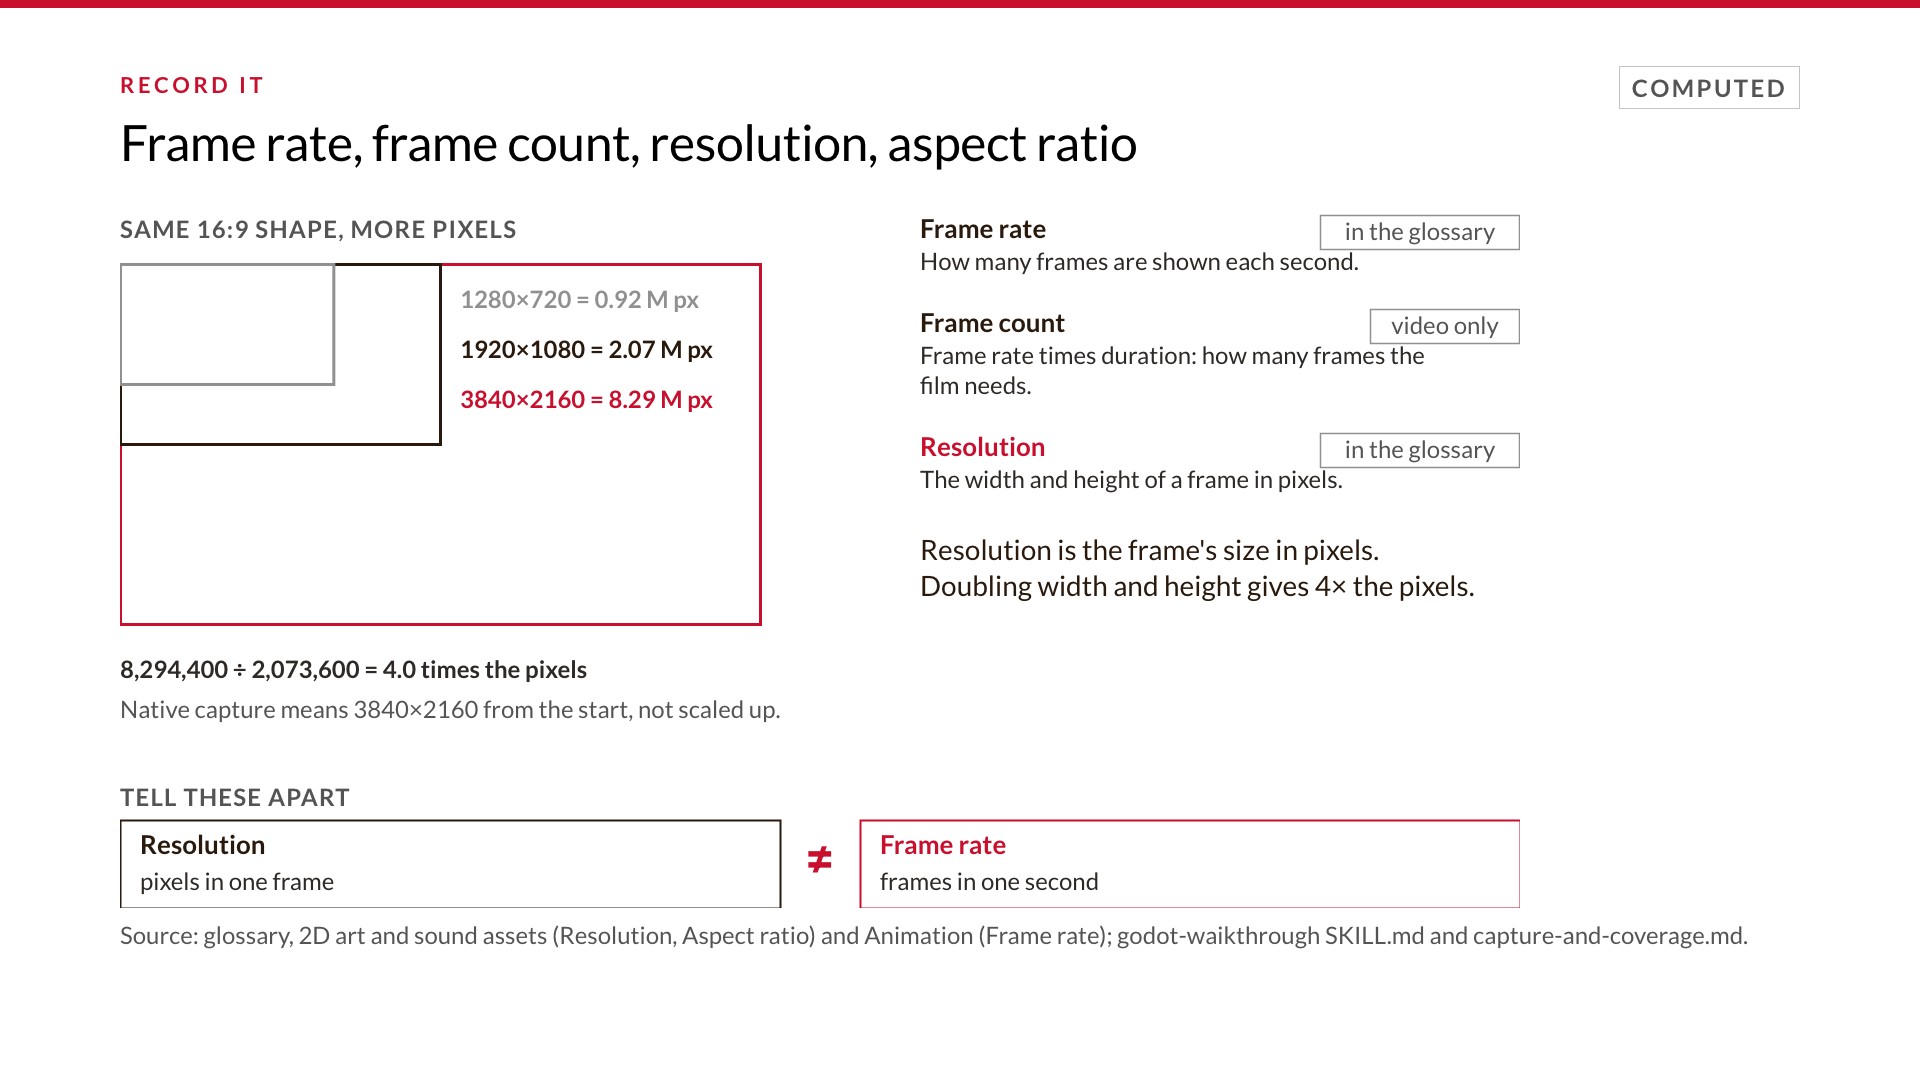 RECORD IT
COMPUTED
Frame rate, frame count, resolution, aspect ratio
SAME 16:9 SHAPE, MORE PIXELS
1280×720 = 0.92 M px
1920×1080 = 2.07 M px
3840×2160 = 8.29 M px
8,294,400 ÷ 2,073,600 = 4.0 times the pixels
Native capture means 3840×2160 from the start, not scaled up.
Frame rate
in the glossary
How many frames are shown each second.
Frame count
video only
Frame rate times duration: how many frames the
film needs.
Resolution
in the glossary
The width and height of a frame in pixels.
Resolution is the frame's size in pixels.
Doubling width and height gives 4× the pixels.
TELL THESE APART
Resolution
pixels in one frame
≠
Frame rate
frames in one second
Source: glossary, 2D art and sound assets (Resolution, Aspect ratio) and Animation (Frame rate); godot-waikthrough SKILL.md and capture-and-coverage.md.